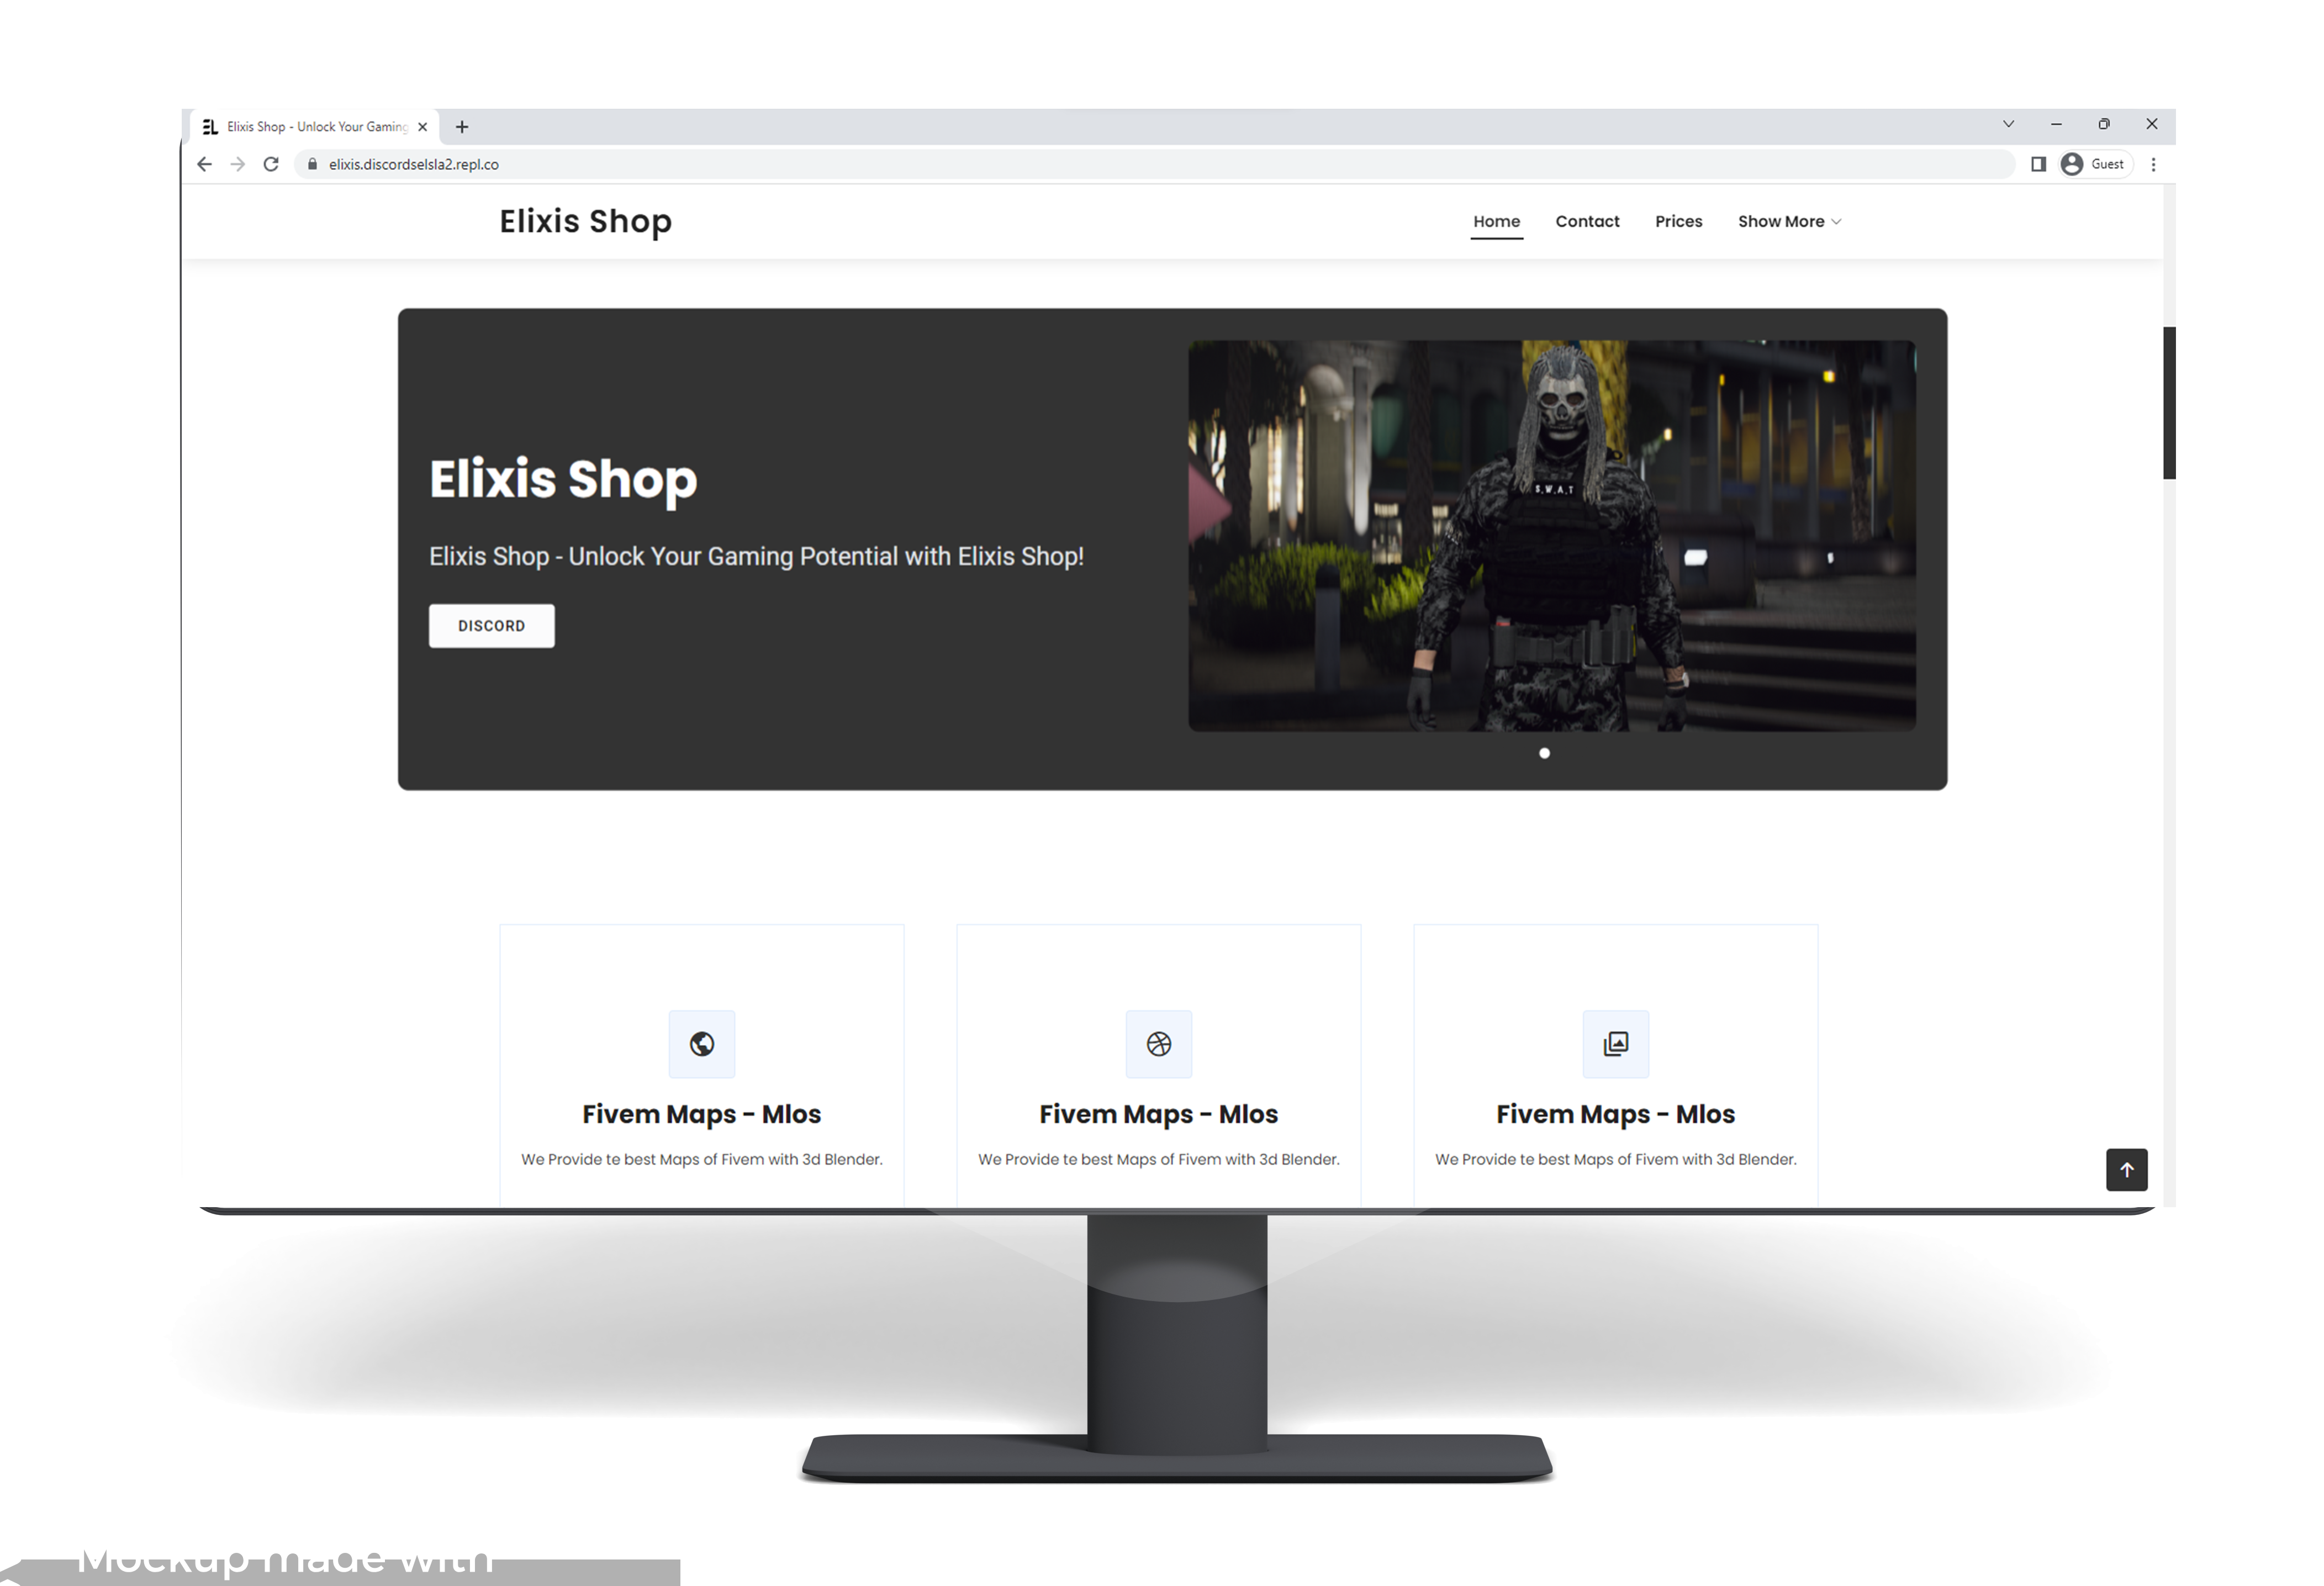 EL Elixis Shop - Unlock Your Gaming
elixis.discordselsla2.repl.co
Guest
Elixis Shop
Home Contact Prices Show More
Elixis Shop
Elixis Shop - Unlock Your Gaming Potential with Elixis Shop!
DISCORD
S.W.A.T
Fivem Maps - Mlos
We Provide te best Maps of Fivem with 3d Blender.
Fivem Maps - Mlos
We Provide te best Maps of Fivem with 3d Blender.
Fivem Maps - Mlos
We Provide te best Maps of Fivem with 3d Blender.
Mockup made with